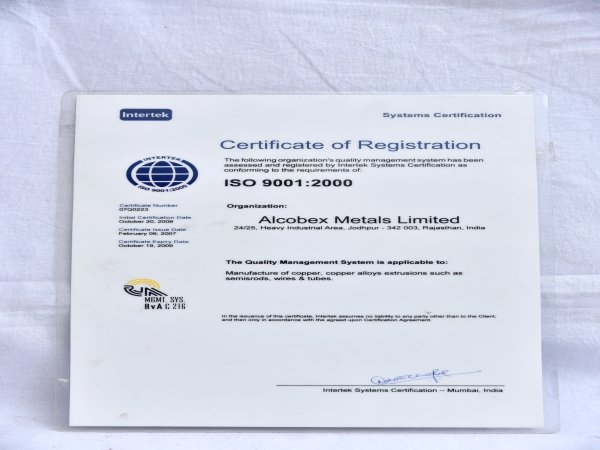 Intertek
Systems Certification
Certificate of Registration
The following organization's quality management system has been
assessed and registered by Intertek Systems Certification as
conforming to the requirements of:
ISO 9001:2000
INTERTEK
ISO 9001:2000
Certificate Number
07Q0223
Initial Certification Date
October 20, 2006
Certificate Issue Date
February 09, 2007
Certificate Expiry Date
October 19, 2009
Organization:
Alcobex Metals Limited
24/25, Heavy Industrial Area, Jodhpur - 342 003, Rajasthan, India
The Quality Management System is applicable to:
Manufacture of copper, copper alloys extrusions such as
semisrods, wires & tubes.
MGMT. SYS.
RvA C 216
In the issuance of this certificate, Intertek assumes no liability to any party other than to the Client,
and then only in accordance with the agreed upon Certification Agreement.
Intertek Systems Certification – Mumbai, India